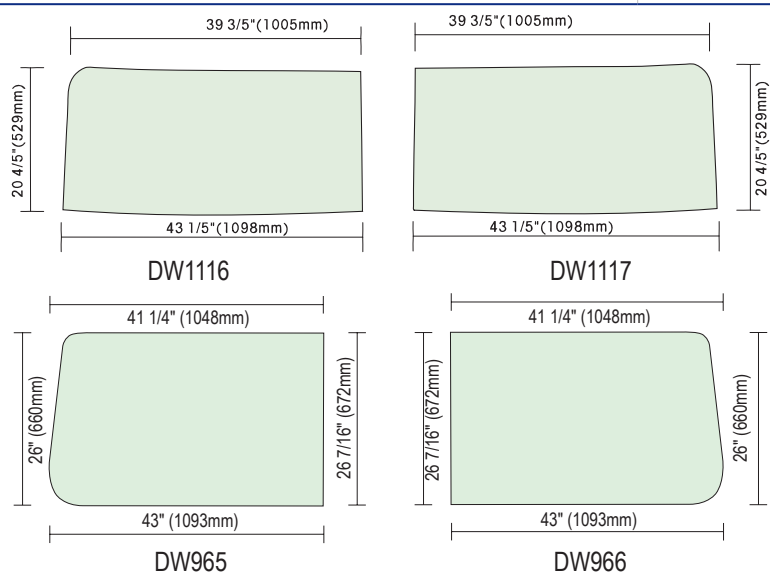 39 3/5"(1005mm)
39 3/5"(1005mm)
20 4/5"(529mm)
20 4/5"(529mm)
43 1/5"(1098mm)
43 1/5"(1098mm)
DW1116
DW1117
41 1/4" (1048mm)
41 1/4" (1048mm)
26" (660mm)
26 7/16" (672mm)
26 7/16" (672mm)
26" (660mm)
43" (1093mm)
43" (1093mm)
DW965
DW966